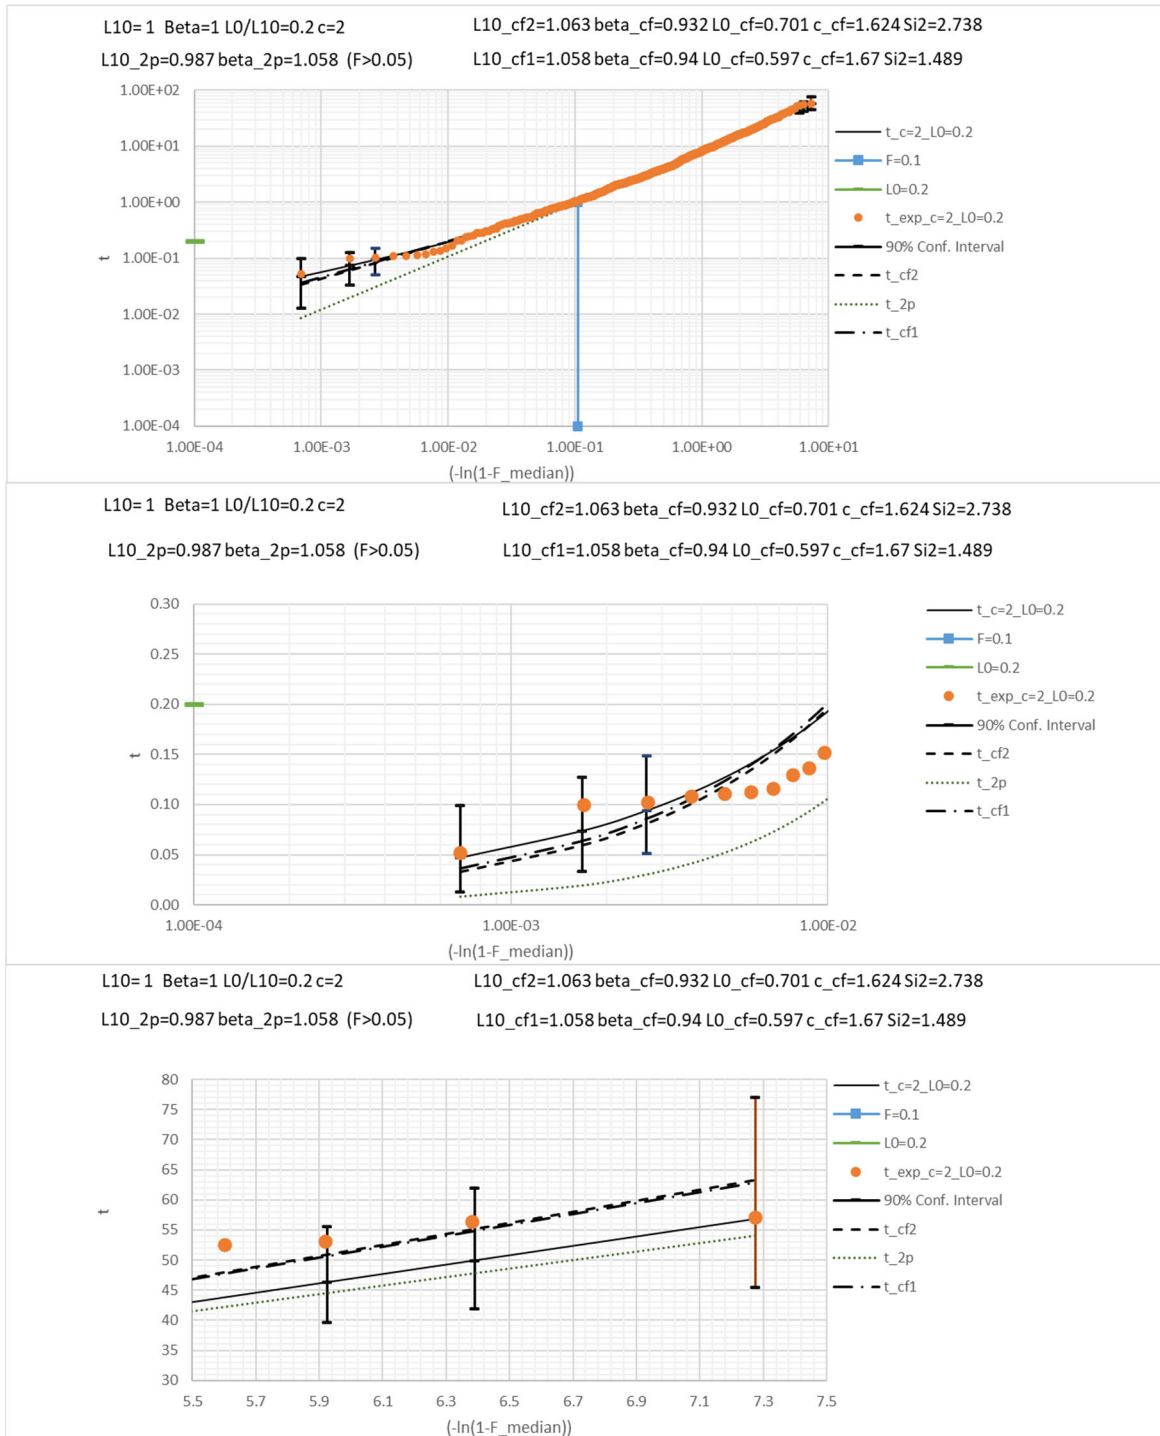 L10= 1 Beta=1 L0/L10=0.2 c=2
L10_cf2=1.063 beta_cf=0.932 L0_cf=0.701 c_cf=1.624 Si2=2.738
L10_2p=0.987 beta_2p=1.058 (F>0.05)
L10_cf1=1.058 beta_cf=0.94 L0_cf=0.597 c_cf=1.67 Si2=1.489
1.00E+02
1.00E+01
1.00E+00
1.00E-01
1.00E-02
1.00E-03
1.00E-04
t
1.00E-04 1.00E-03 1.00E-02 1.00E-01 1.00E+00 1.00E+01
(-ln(1-F_median))
t_c=2_L0=0.2
F=0.1
L0=0.2
t_exp_c=2_L0=0.2
90% Conf. Interval
t_cf2
t_2p
t_cf1
L10= 1 Beta=1 L0/L10=0.2 c=2
L10_cf2=1.063 beta_cf=0.932 L0_cf=0.701 c_cf=1.624 Si2=2.738
L10_2p=0.987 beta_2p=1.058 (F>0.05)
L10_cf1=1.058 beta_cf=0.94 L0_cf=0.597 c_cf=1.67 Si2=1.489
0.30
0.25
0.20
0.15
0.10
0.05
0.00
t
1.00E-04 1.00E-03 1.00E-02
(-ln(1-F_median))
t_c=2_L0=0.2
F=0.1
L0=0.2
t_exp_c=2_L0=0.2
90% Conf. Interval
t_cf2
t_2p
t_cf1
L10= 1 Beta=1 L0/L10=0.2 c=2
L10_cf2=1.063 beta_cf=0.932 L0_cf=0.701 c_cf=1.624 Si2=2.738
L10_2p=0.987 beta_2p=1.058 (F>0.05)
L10_cf1=1.058 beta_cf=0.94 L0_cf=0.597 c_cf=1.67 Si2=1.489
80
75
70
65
60
55
50
45
40
35
30
t
5.5 5.7 5.9 6.1 6.3 6.5 6.7 6.9 7.1 7.3 7.5
(-ln(1-F_median))
t_c=2_L0=0.2
F=0.1
L0=0.2
t_exp_c=2_L0=0.2
90% Conf. Interval
t_cf2
t_2p
t_cf1